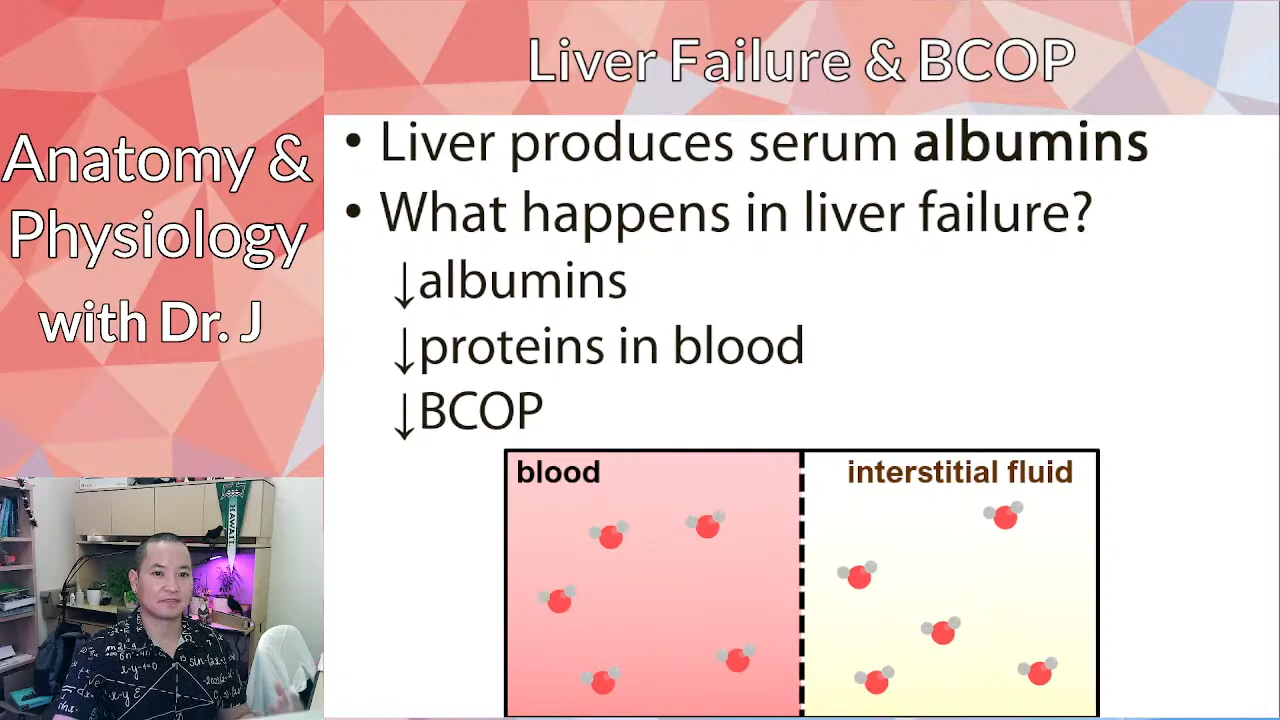 Liver Failure & BCOP
Anatomy &
Physiology
with Dr. J
• Liver produces serum albumins
• What happens in liver failure?
↓albumins
↓proteins in blood
↓BCOP
blood
interstitial fluid
HAWAI'I